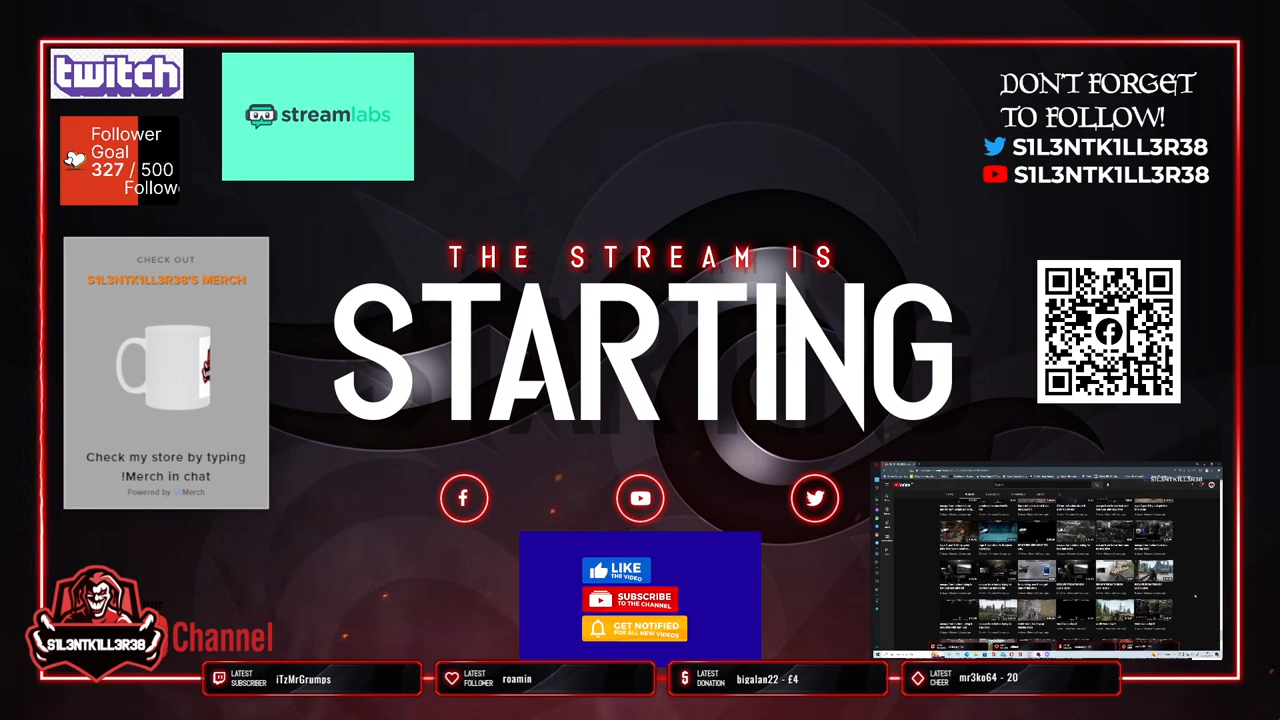 twitch
streamlabs
Follower
Goal
327 / 500
Follow
DON'T FORGET
TO FOLLOW!
S1L3NTK1LL3R38
S1L3NTK1LL3R38
CHECK OUT
S1L3NTK1LL3R38'S MERCH
Check my store by typing
!Merch in chat
Powered by SEMerch
THE STREAM IS
STARTING
LIKE
THE VIDEO
SUBSCRIBE
TO THE CHANNEL
GET NOTIFIED
FOR ALL NEW VIDEOS
S1L3NTK1LL3R38
S1L3NTK1LL3R38
Channel
LATEST
SUBSCRIBER
iTzMrGrumps
LATEST
FOLLOWER
roamin
LATEST
DONATION
bigalan22 - £4
LATEST
CHEER
mr3ko64 - 20